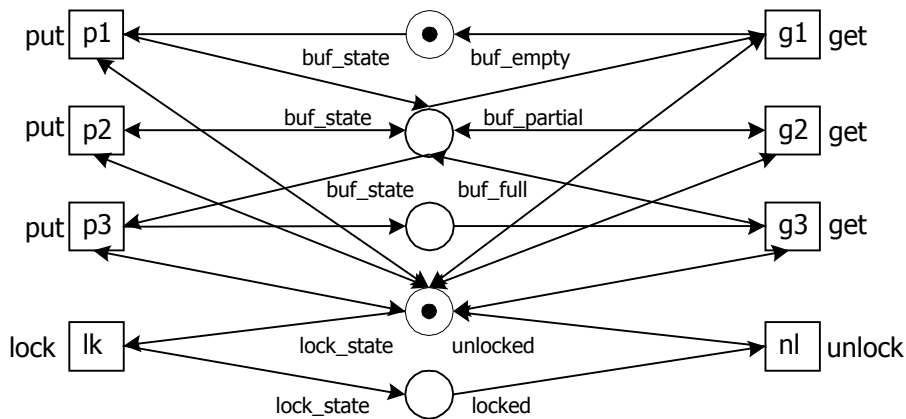 put p1 g1 get
buf_state buf_empty
put p2 buf_state buf_partial g2 get
buf_state buf_full
put p3 g3 get
lock lk lock_state unlocked nl unlock
lock_state locked